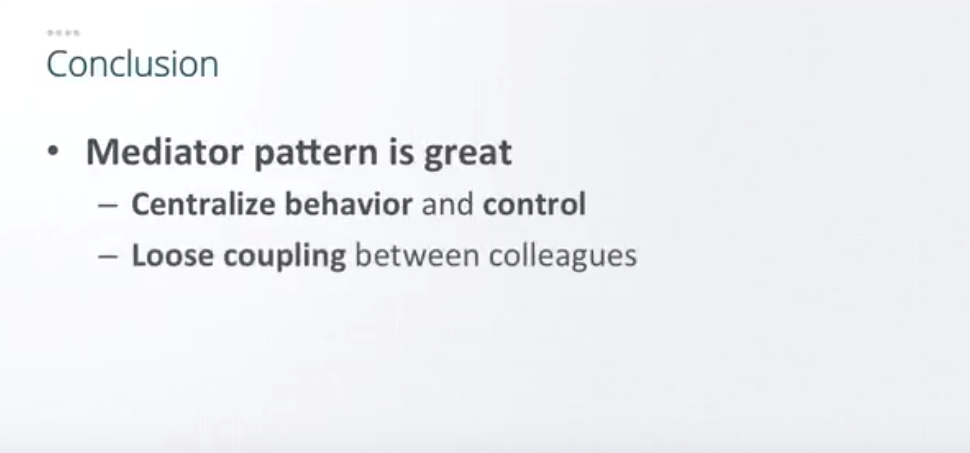 Conclusion
• Mediator pattern is great
– Centralize behavior and control
– Loose coupling between colleagues